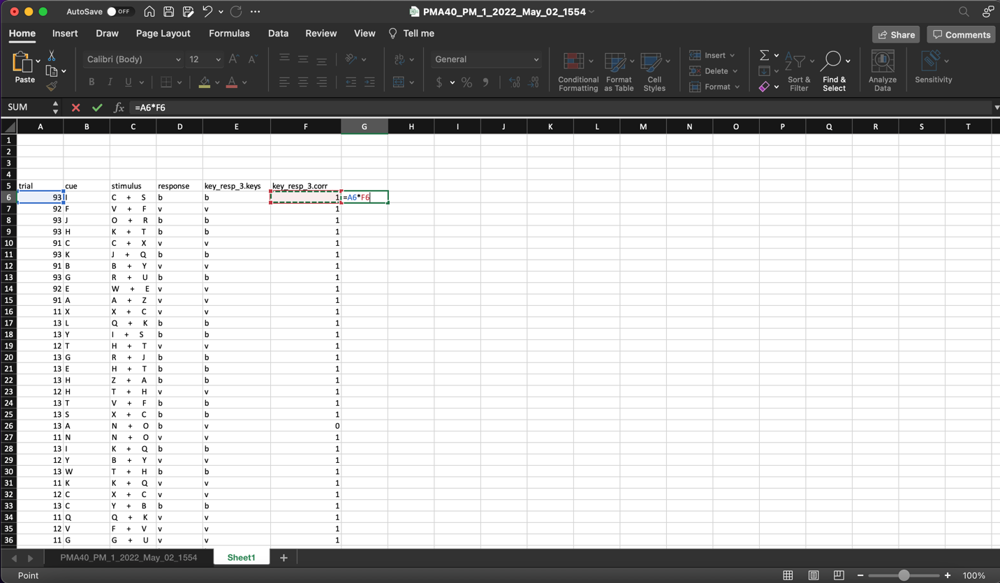 AutoSave OFF PMA40_PM_1_2022_May_02_1554
Home Insert Draw Page Layout Formulas Data Review View Tell me Share Comments
Paste Calibri (Body) 12 General Conditional Formatting Format as Table Cell Styles Insert Delete Format Sort & Filter Find & Select Analyze Data Sensitivity
B I U $ % 9
SUM fx =A6*F6
A B C D E F G H I J K L M N O P Q R S T
1
2
3
4
5 trial cue stimulus response key_resp_3.keys key_resp_3.corr
6 93 I C + S b b 1 =A6*F6
7 92 F V + F v v 1
8 93 J O + R b b 1
9 93 H K + T b b 1
10 91 C C + X v v 1
11 93 K J + Q b b 1
12 91 B B + Y v v 1
13 93 G R + U b b 1
14 92 E W + E v v 1
15 91 A A + Z v v 1
16 11 X X + C v v 1
17 13 L Q + K b b 1
18 13 Y I + S b b 1
19 12 T H + T v v 1
20 13 G R + J b b 1
21 13 E H + T b b 1
22 13 H Z + A b b 1
23 12 H T + H v v 1
24 13 T V + F b b 1
25 13 S X + C b b 1
26 13 A N + O b v 0
27 11 N N + O v v 1
28 13 I K + Q b b 1
29 12 Y B + Y v v 1
30 13 W T + H b b 1
31 11 K K + Q v v 1
32 12 C X + C v v 1
33 13 C Y + B b b 1
34 11 Q Q + K v v 1
35 12 V F + V v v 1
36 11 G G + U v v 1
PMA40_PM_1_2022_May_02_1554 Sheet1 +
Point 100%